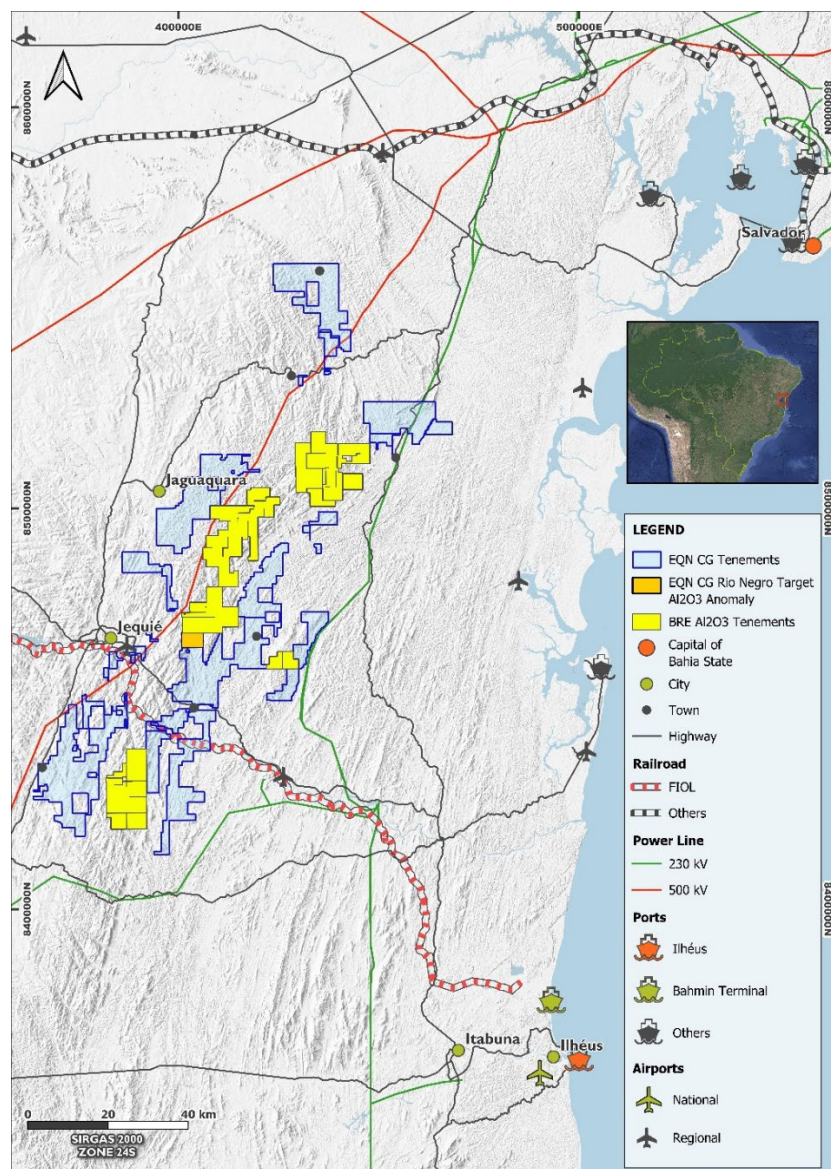 400000E
500000E
8600000N
8600000N
Salvador
Jaguaquara
8500000N
8500000N
LEGEND
EQN CG Tenements
EQN CG Rio Negro Target
Al2O3 Anomaly
BRE Al2O3 Tenements
Capital of
Bahia State
City
Town
Highway
Railroad
FIOL
Others
Power Line
230 kV
500 kV
Ports
Ilhéus
Bahmin Terminal
Others
Airports
National
Regional
Jequié
8400000N
8400000N
Itabuna
Ilhéus
0 20 40 km
SIRGAS 2000
ZONE 24S